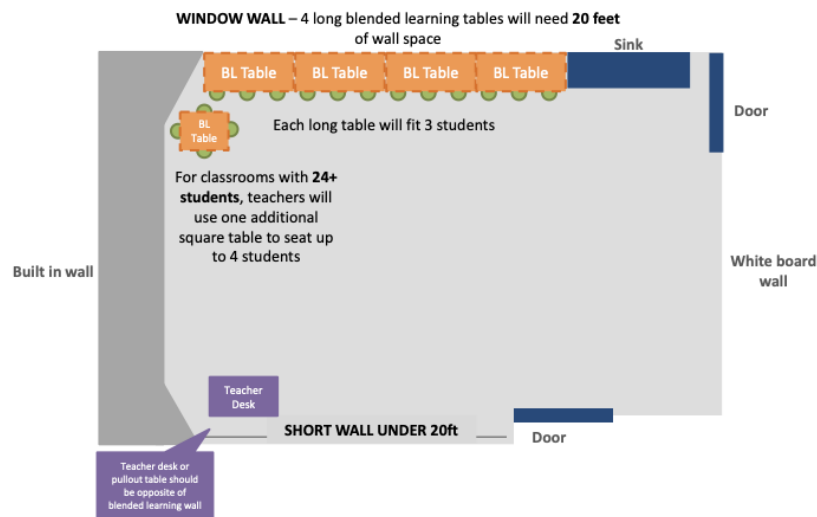 WINDOW WALL – 4 long blended learning tables will need 20 feet
of wall space
Sink
BL Table
BL Table
BL Table
BL Table
Door
BL
Table
Each long table will fit 3 students
For classrooms with 24+
students, teachers will
use one additional
square table to seat up
to 4 students
Built in wall
White board
wall
Teacher
Desk
SHORT WALL UNDER 20ft
Door
Teacher desk or
pullout table should
be opposite of
blended learning wall